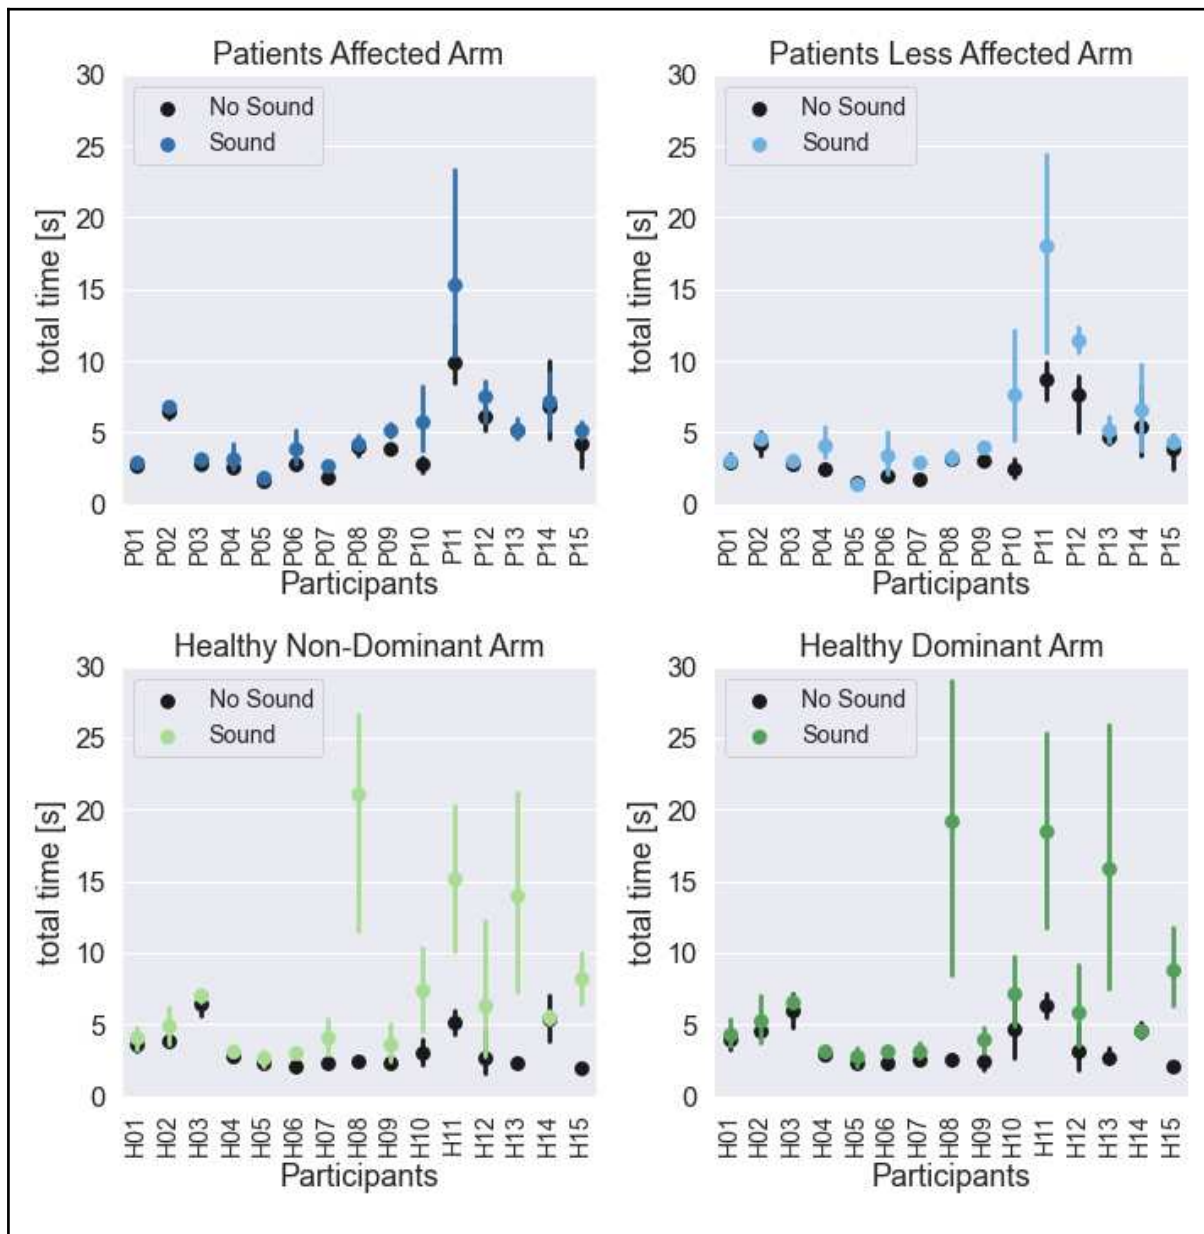 Patients Affected Arm
No Sound
Sound
total time [s]
30
25
20
15
10
5
0
P01 P02 P03 P04 P05 P06 P07 P08 P09 P10 P11 P12 P13 P14 P15
Participants
Patients Less Affected Arm
No Sound
Sound
total time [s]
30
25
20
15
10
5
0
P01 P02 P03 P04 P05 P06 P07 P08 P09 P10 P11 P12 P13 P14 P15
Participants
Healthy Non-Dominant Arm
No Sound
Sound
total time [s]
30
25
20
15
10
5
0
H01 H02 H03 H04 H05 H06 H07 H08 H09 H10 H11 H12 H13 H14 H15
Participants
Healthy Dominant Arm
No Sound
Sound
total time [s]
30
25
20
15
10
5
0
H01 H02 H03 H04 H05 H06 H07 H08 H09 H10 H11 H12 H13 H14 H15
Participants